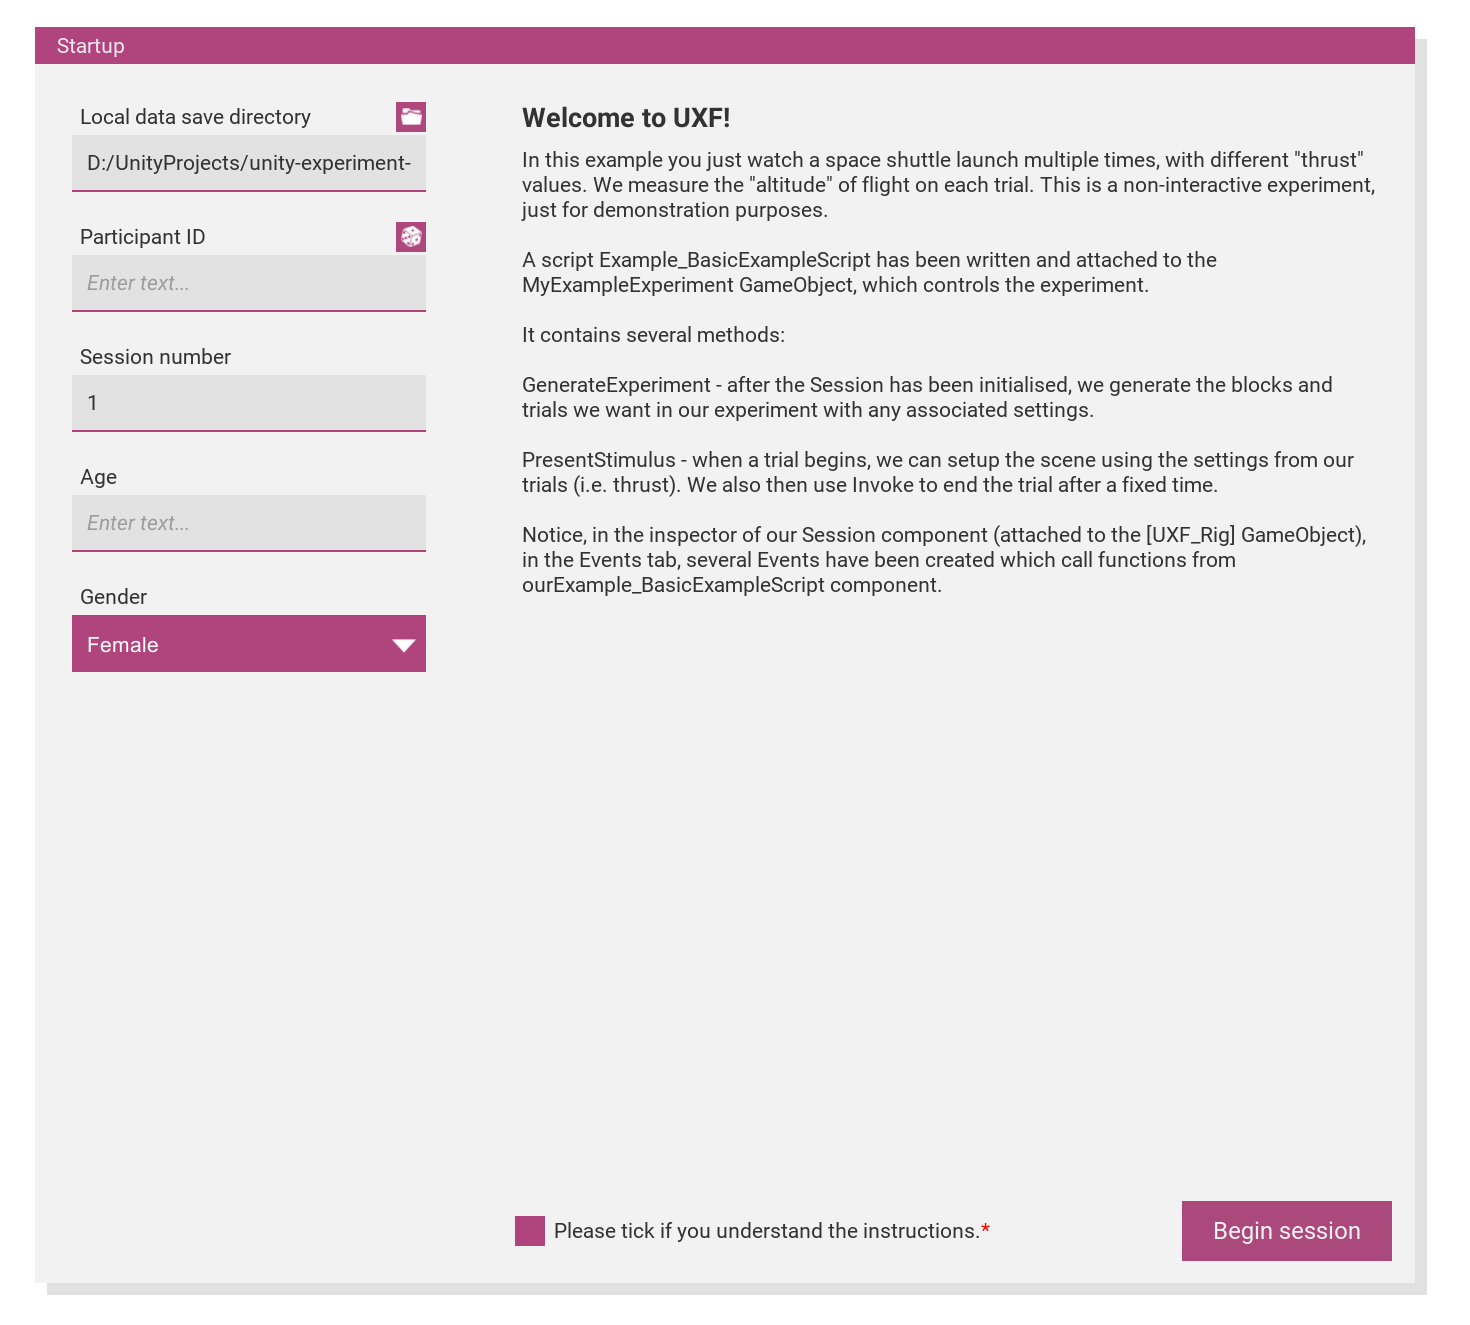 Startup
Local data save directory
D:/UnityProjects/unity-experiment-
Participant ID
Enter text...
Session number
1
Age
Enter text...
Gender
Female
Welcome to UXF!
In this example you just watch a space shuttle launch multiple times, with different "thrust"
values. We measure the "altitude" of flight on each trial. This is a non-interactive experiment,
just for demonstration purposes.
A script Example_BasicExampleScript has been written and attached to the
MyExampleExperiment GameObject, which controls the experiment.
It contains several methods:
GenerateExperiment - after the Session has been initialised, we generate the blocks and
trials we want in our experiment with any associated settings.
PresentStimulus - when a trial begins, we can setup the scene using the settings from our
trials (i.e. thrust). We also then use Invoke to end the trial after a fixed time.
Notice, in the inspector of our Session component (attached to the [UXF_Rig] GameObject),
in the Events tab, several Events have been created which call functions from
ourExample_BasicExampleScript component.
Please tick if you understand the instructions.*
Begin session